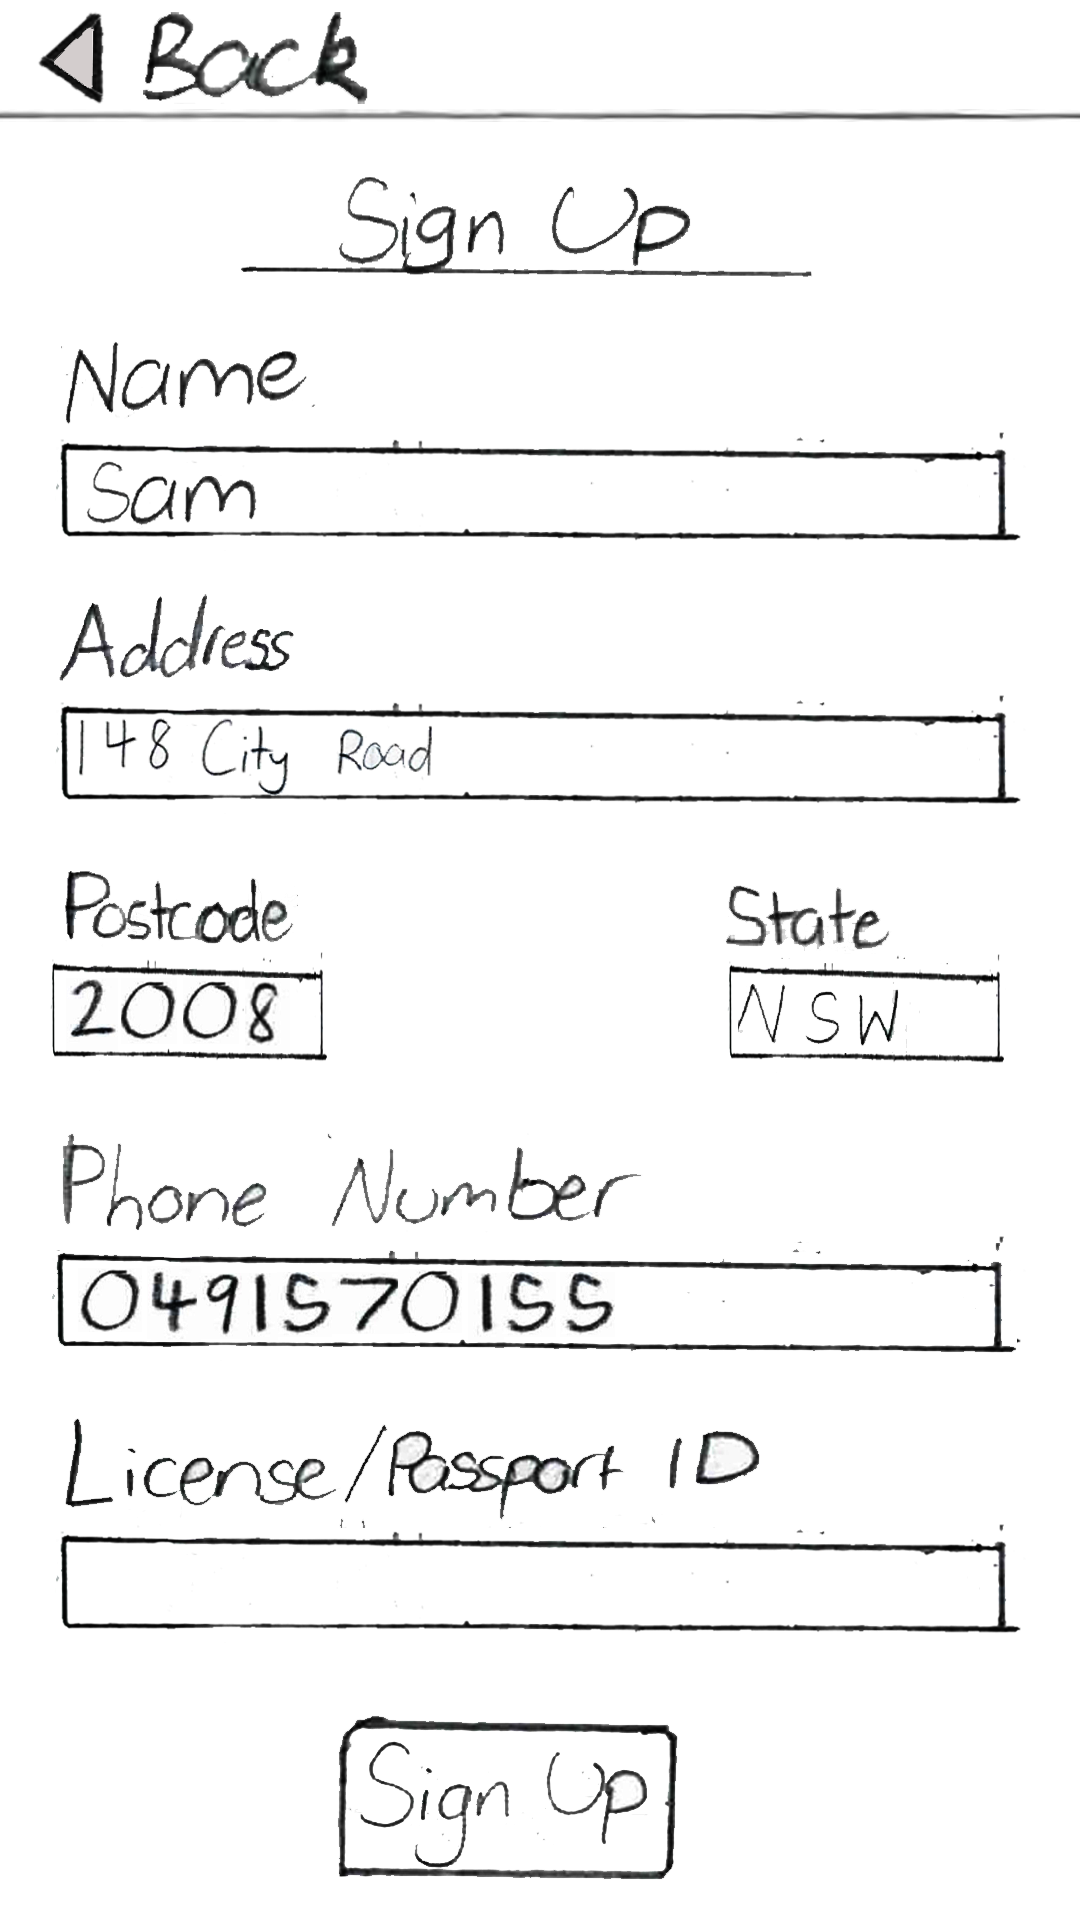 Back
Sign Up
Name
Sam
Address
148 City Road
Postcode State
2008 NSW
Phone Number
0491570155
License/Passport ID
Sign Up